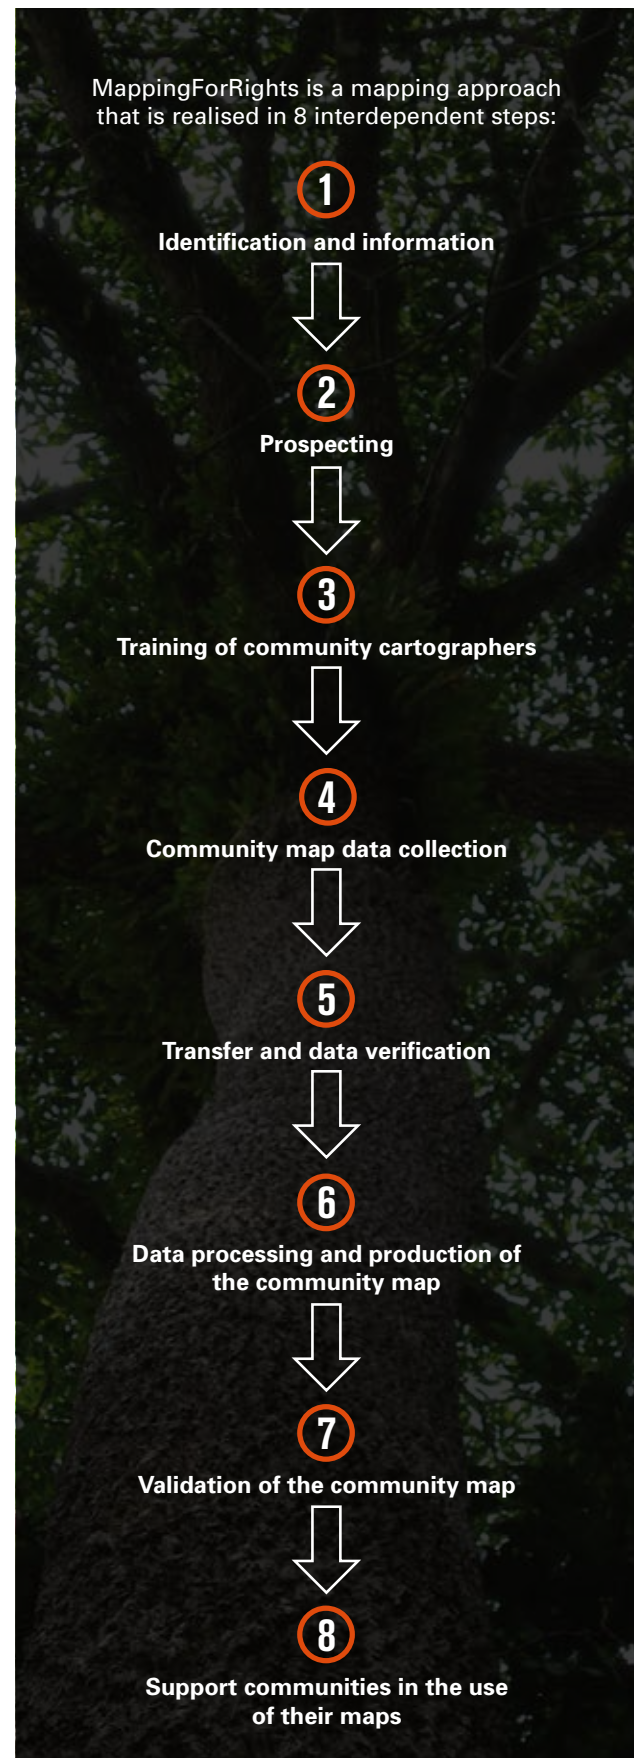 MappingForRights is a mapping approach
that is realised in 8 interdependent steps:
1
Identification and information
2
Prospecting
3
Training of community cartographers
4
Community map data collection
5
Transfer and data verification
6
Data processing and production of
the community map
7
Validation of the community map
8
Support communities in the use
of their maps